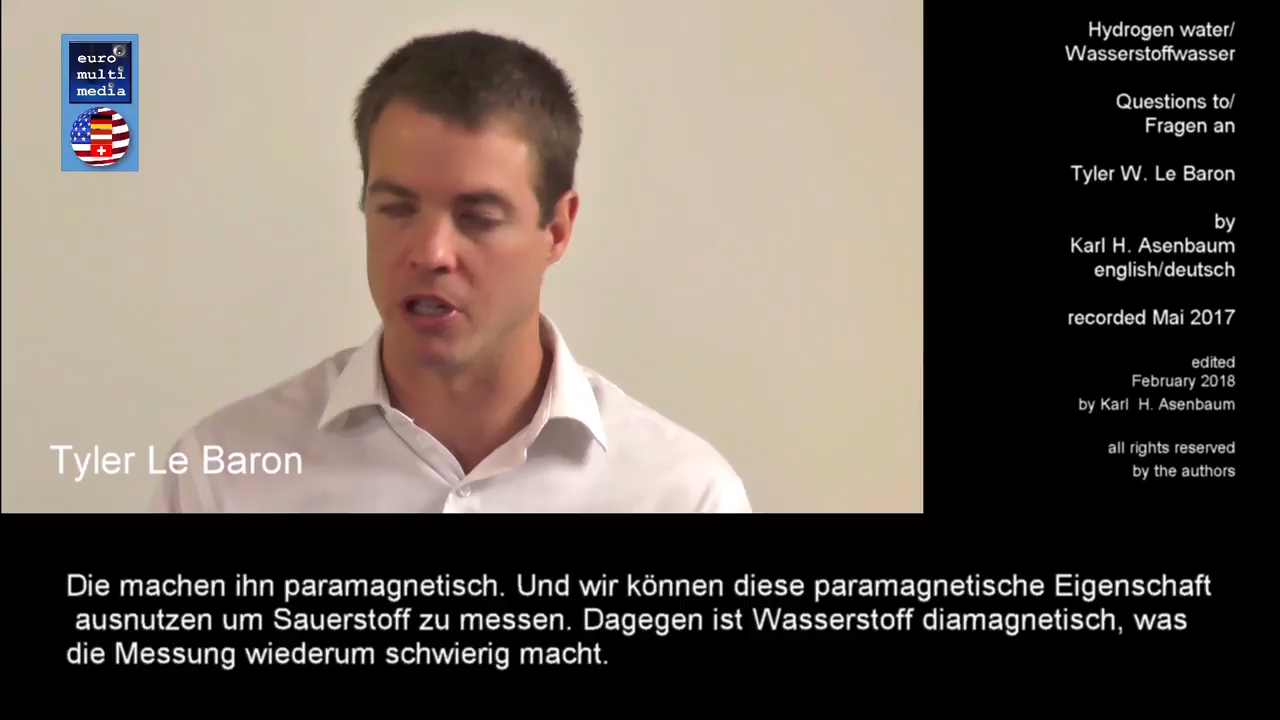 euro
multi
media
Tyler Le Baron
Hydrogen water/
Wasserstoffwasser
Questions to/
Fragen an
Tyler W. Le Baron
by
Karl H. Asenbaum
english/deutsch
recorded Mai 2017
edited
February 2018
by Karl H. Asenbaum
all rights reserved
by the authors
Die machen ihn paramagnetisch. Und wir können diese paramagnetische Eigenschaft
ausnutzen um Sauerstoff zu messen. Dagegen ist Wasserstoff diamagnetisch, was
die Messung wiederum schwierig macht.